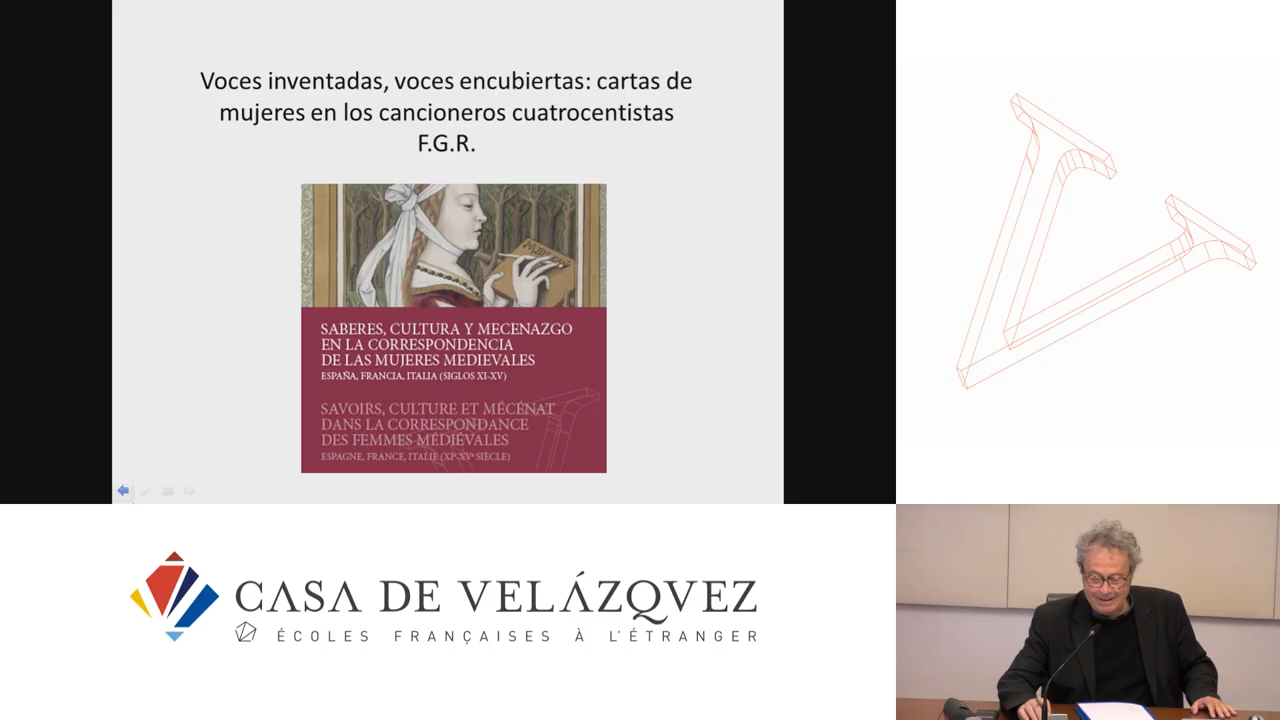 Voces inventadas, voces encubiertas: cartas de
mujeres en los cancioneros cuatrocentistas
F.G.R.
SABERES, CULTURA Y MECENAZGO
EN LA CORRESPONDENCIA
DE LAS MUJERES MEDIEVALES
ESPAÑA, FRANCIA, ITALIA (SIGLOS XI-XV)
SAVOIRS, CULTURE ET MÉCÉNAT
DANS LA CORRESPONDANCE
DES FEMMES MÉDIÉVALES
ESPAGNE, FRANCE, ITALIE (XIe-XVe SIÈCLE)
CASA DE VELÁZQVEZ
ÉCOLES FRANÇAISES À L'ÉTRANGER